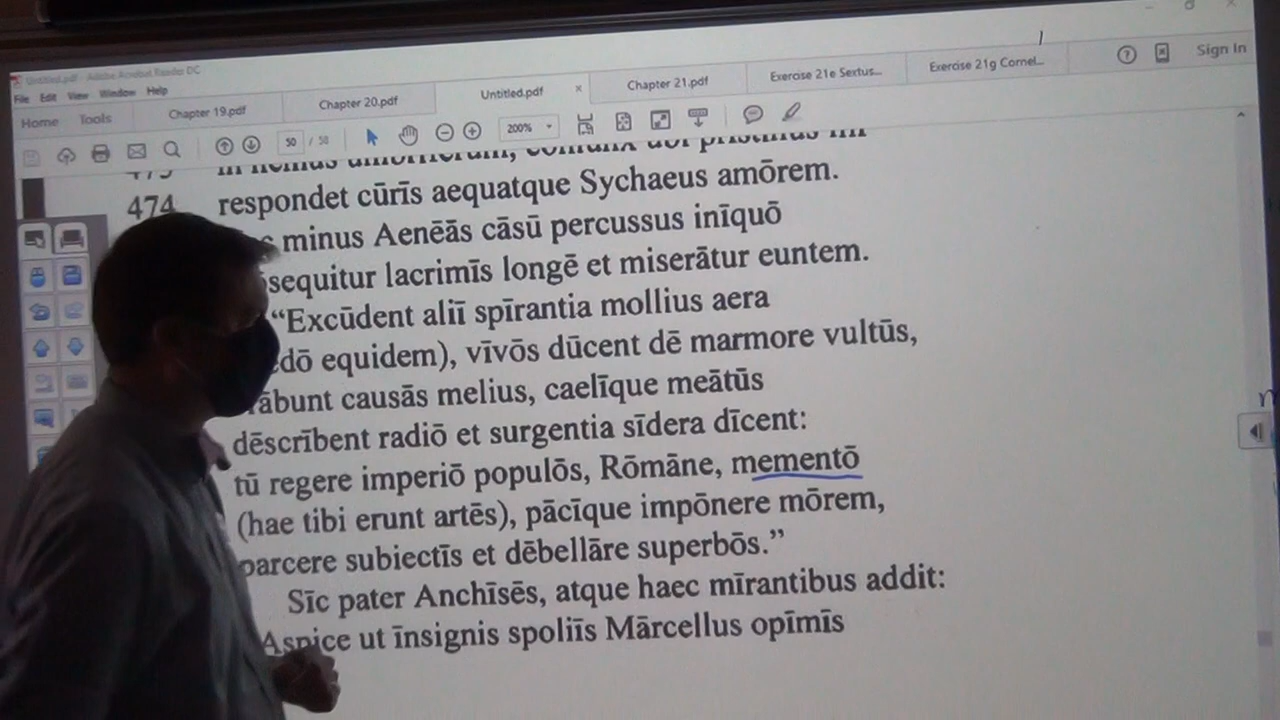 Untitled.pdf - Adobe Acrobat Reader DC
File Edit View Window Help
Home Tools Chapter 19.pdf Chapter 20.pdf Untitled.pdf × Chapter 21.pdf Exercise 21e Sextus... Exercise 21g Cornel... Sign In
50 / 58 200%
474 respondet cūrīs aequatque Sychaeus amōrem.
minus Aenēās cāsū percussus inīquō
sequitur lacrimīs longē et miserātur euntem.
“Excūdent aliī spīrantia mollius aera
equidem), vīvōs dūcent dē marmore vultūs,
causās melius, caelīque meātūs
dēscrībent radiō et surgentia sīdera dīcent:
tū regere imperiō populōs, Rōmāne, mementō
(hae tibi erunt artēs), pācīque impōnere mōrem,
parcere subiectīs et dēbellāre superbōs.”
Sīc pater Anchīsēs, atque haec mīrantibus addit:
Aspice ut īnsignis spoliīs Mārcellus opīmīs